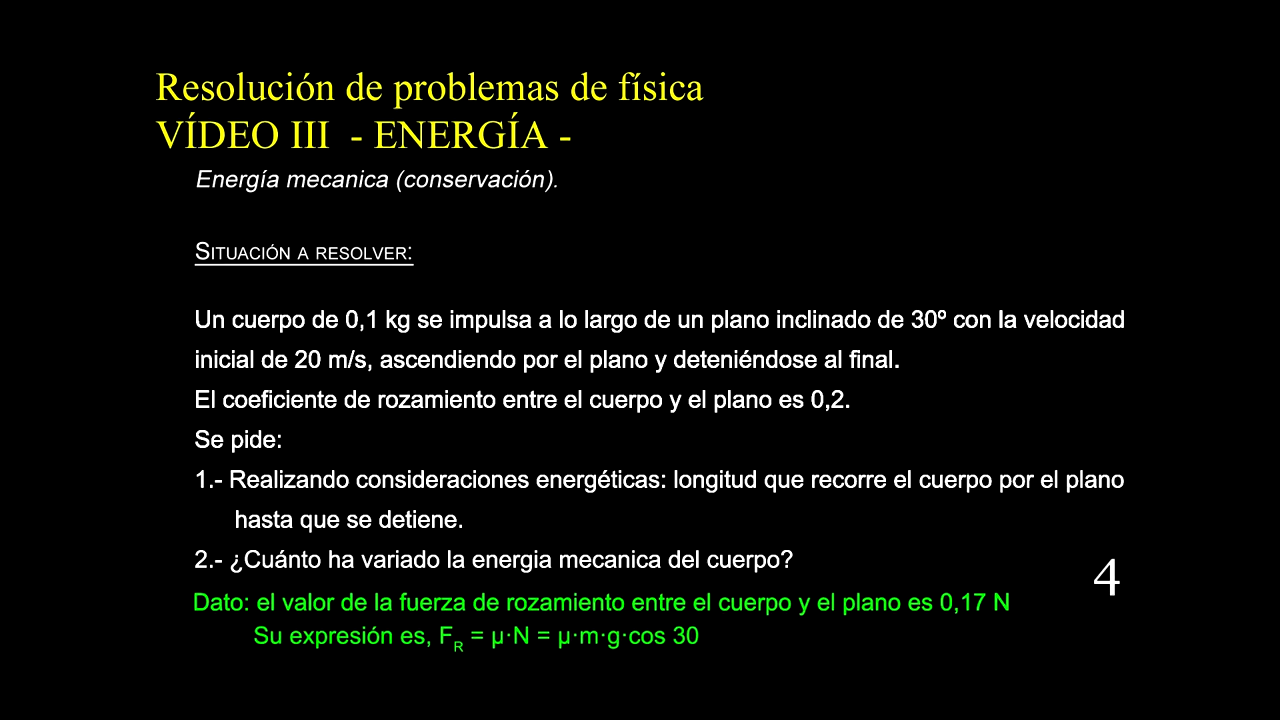 Resolución de problemas de física
VÍDEO III - ENERGÍA -
Energía mecanica (conservación).
SITUACIÓN A RESOLVER:
Un cuerpo de 0,1 kg se impulsa a lo largo de un plano inclinado de 30º con la velocidad
inicial de 20 m/s, ascendiendo por el plano y deteniéndose al final.
El coeficiente de rozamiento entre el cuerpo y el plano es 0,2.
Se pide:
1.- Realizando consideraciones energéticas: longitud que recorre el cuerpo por el plano
hasta que se detiene.
2.- ¿Cuánto ha variado la energia mecanica del cuerpo?
4
Dato: el valor de la fuerza de rozamiento entre el cuerpo y el plano es 0,17 N
Su expresión es, FR = μ·N = μ·m·g·cos 30